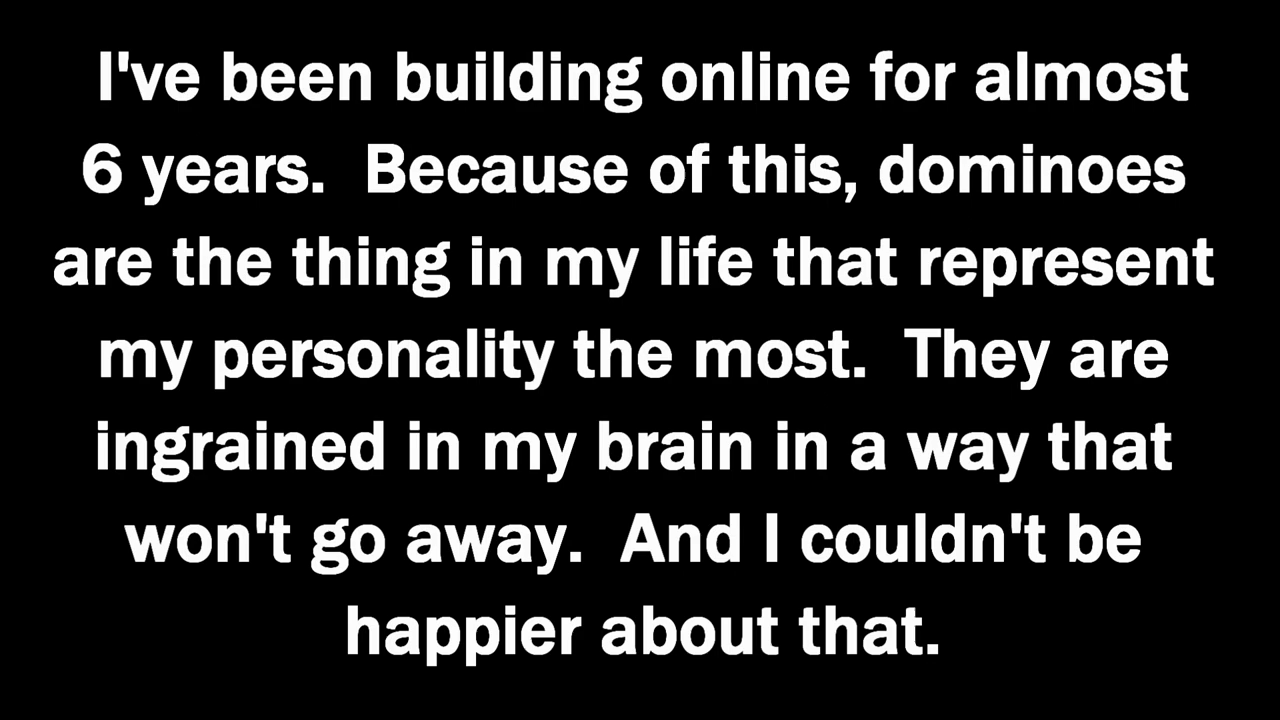 I've been building online for almost
6 years.  Because of this, dominoes
are the thing in my life that represent
my personality the most.  They are
ingrained in my brain in a way that
won't go away.  And I couldn't be
happier about that.